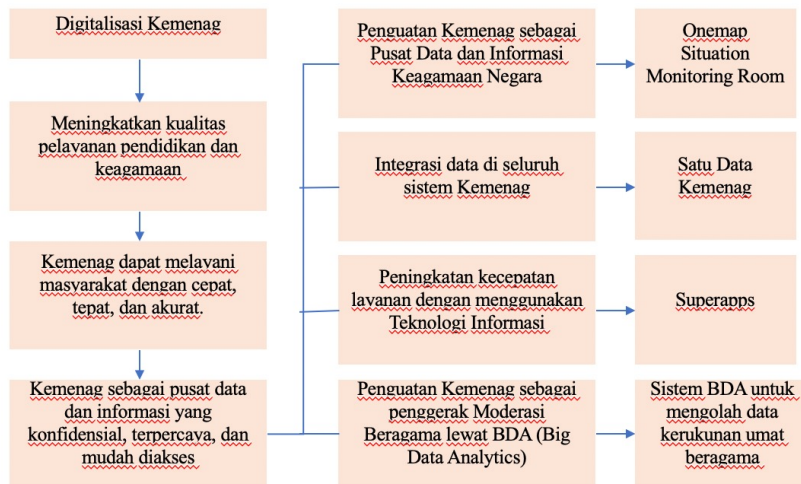 Digitalisasi Kemenag
Meningkatkan kualitas
pelayanan pendidikan dan
keagamaan
Kemenag dapat melayani
masyarakat dengan cepat,
tepat, dan akurat.
Kemenag sebagai pusat data
dan informasi yang
konfidensial, terpercaya, dan
mudah diakses
Penguatan Kemenag sebagai
Pusat Data dan Informasi
Keagamaan Negara
Integrasi data di seluruh
sistem Kemenag
Peningkatan kecepatan
layanan dengan menggunakan
Teknologi Informasi
Penguatan Kemenag sebagai
penggerak Moderasi
Beragama lewat BDA (Big
Data Analytics)
Onemap
Situation
Monitoring Room
Satu Data
Kemenag
Superapps
Sistem BDA untuk
mengolah data
kerukunan umat
beragama